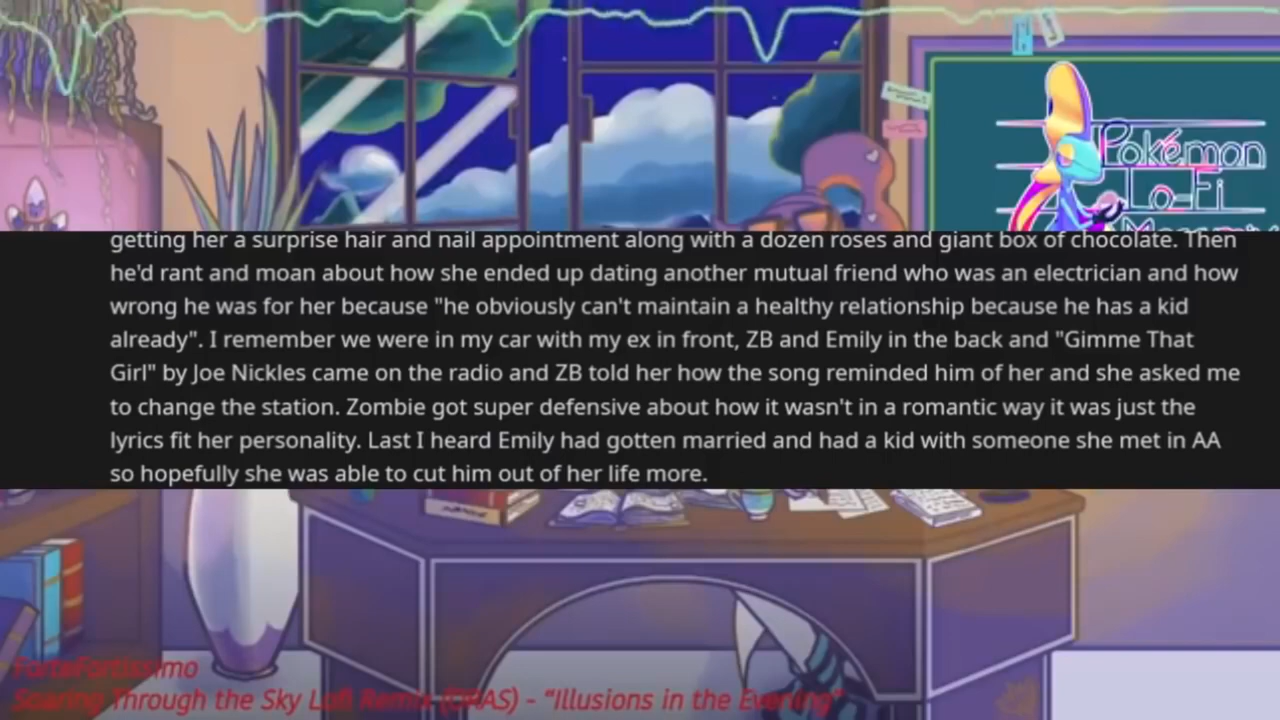 Pokémon
Lo-Fi
getting her a surprise hair and nail appointment along with a dozen roses and giant box of chocolate. Then
he'd rant and moan about how she ended up dating another mutual friend who was an electrician and how
wrong he was for her because "he obviously can't maintain a healthy relationship because he has a kid
already". I remember we were in my car with my ex in front, ZB and Emily in the back and "Gimme That
Girl" by Joe Nickles came on the radio and ZB told her how the song reminded him of her and she asked me
to change the station. Zombie got super defensive about how it wasn't in a romantic way it was just the
lyrics fit her personality. Last I heard Emily had gotten married and had a kid with someone she met in AA
so hopefully she was able to cut him out of her life more.
ForteFortissimo
Soaring Through the Sky Lofi Remix (ORAS) - "Illusions in the Evening"